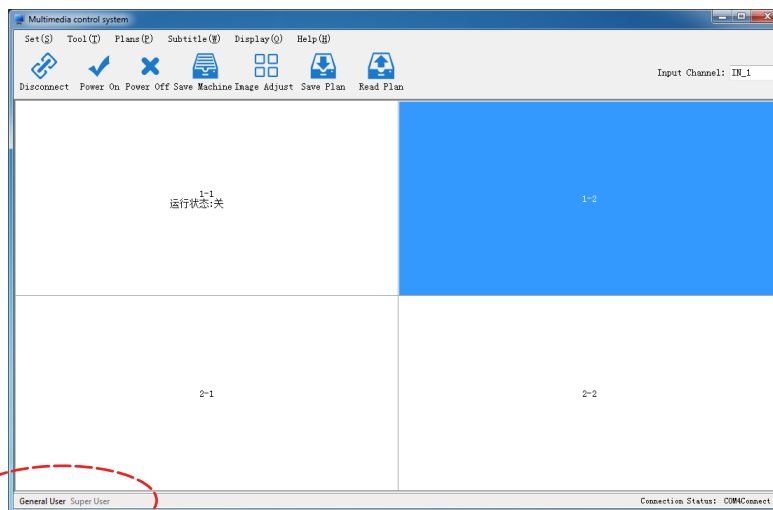 Multimedia control system
Set(S) Tool(T) Plans(P) Subtitle(W) Display(Q) Help(H)
Disconnect Power On Power Off Save Machine Image Adjust Save Plan Read Plan
Input Channel: IN_1
1-1
运行状态:关
1-2
2-1
2-2
General User Super User
Connection Status: COM4Connect